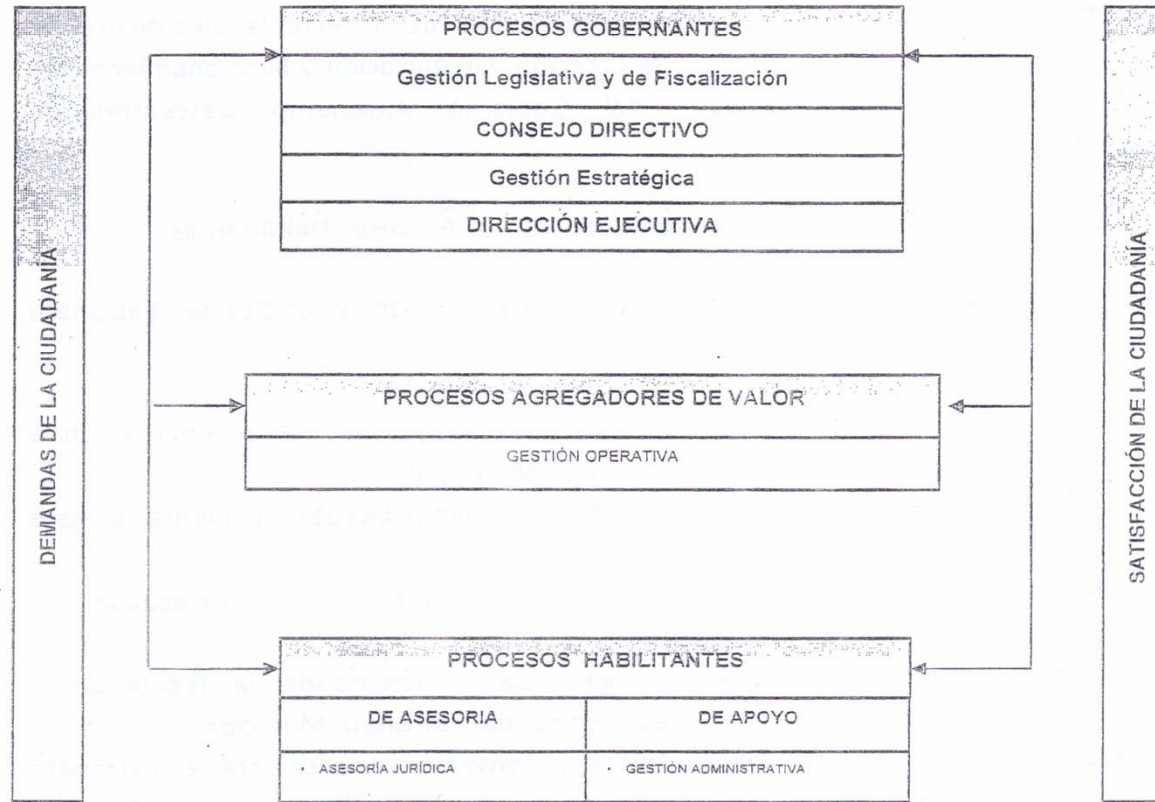 PROCESOS GOBERNANTES
Gestión Legislativa y de Fiscalización
CONSEJO DIRECTIVO
Gestión Estratégica
DIRECCIÓN EJECUTIVA
DEMANDAS DE LA CIUDADANÍA
PROCESOS AGREGADORES DE VALOR
GESTIÓN OPERATIVA
SATISFACCIÓN DE LA CIUDADANÍA
PROCESOS HABILITANTES
DE ASESORIA DE APOYO
· ASESORÍA JURÍDICA · GESTIÓN ADMINISTRATIVA